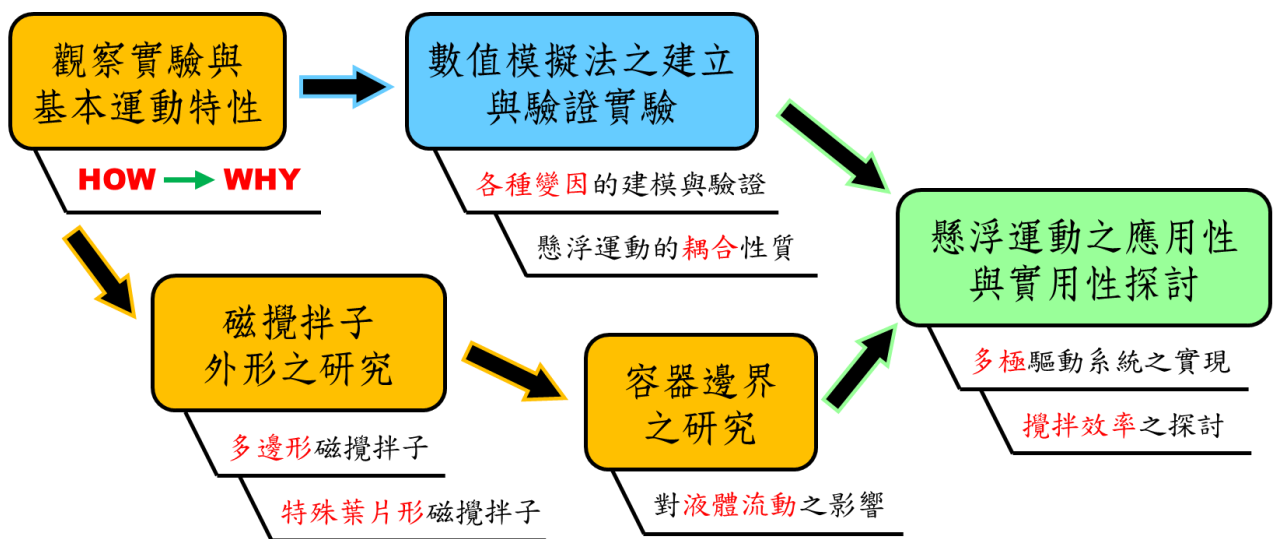 觀察實驗與
基本運動特性
HOW → WHY
數值模擬法之建立
與驗證實驗
各種變因的建模與驗證
懸浮運動的耦合性質
磁攪拌子
外形之研究
多邊形磁攪拌子
特殊葉片形磁攪拌子
容器邊界
之研究
對液體流動之影響
懸浮運動之應用性
與實用性探討
多極驅動系統之實現
攪拌效率之探討